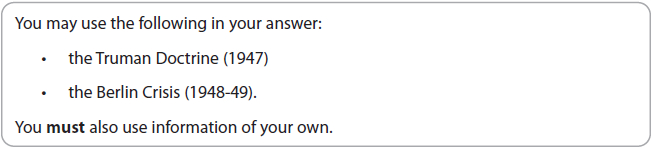 You may use the following in your answer:
• the Truman Doctrine (1947)
• the Berlin Crisis (1948-49).
You must also use information of your own.